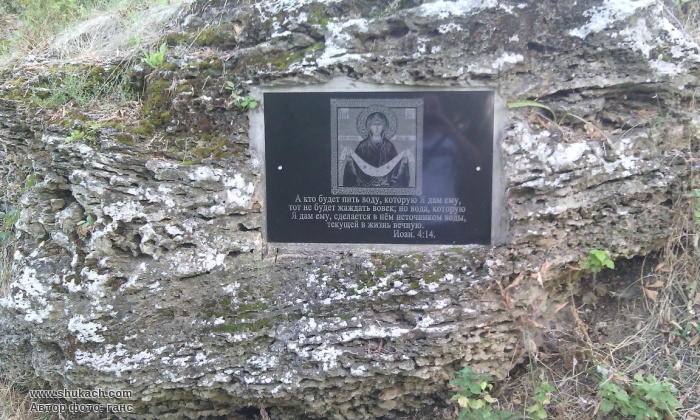 А кто будет пить воду, которую Я дам ему,
тот не будет жаждать вовек; но вода, которую
Я дам ему, сделается в нём источником воды,
текущей в жизнь вечную.
Иоан. 4:14.
www.shukach.com
Автор фото: ганс